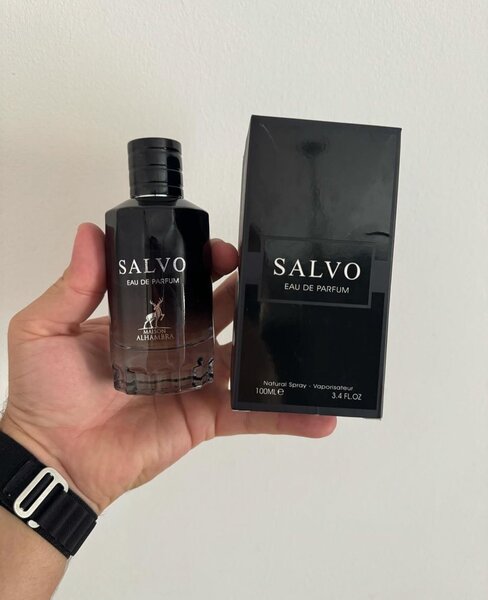 SALVO
EAU DE PARFUM
MAISON
ALHAMBRA
SALVO
EAU DE PARFUM
Natural Spray - Vaporisateur
100ML℮ 3.4 FL.OZ